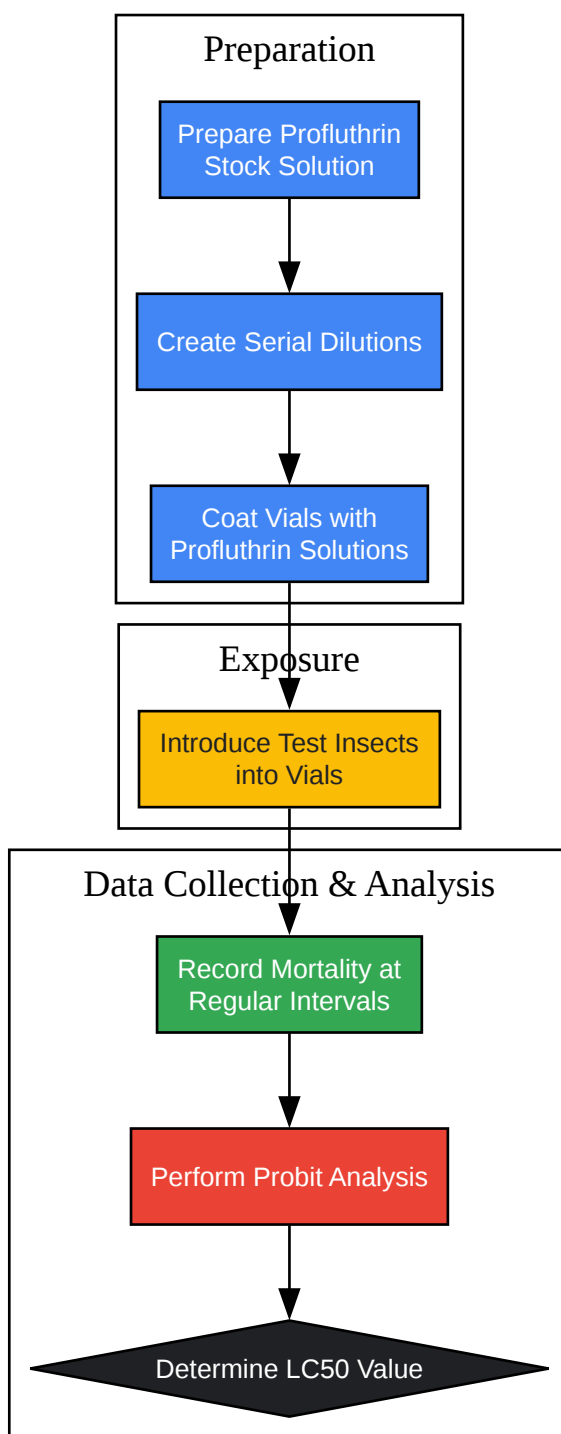 Preparation
Prepare Profluthrin
Stock Solution
Create Serial Dilutions
Coat Vials with
Profluthrin Solutions
Exposure
Introduce Test Insects
into Vials
Data Collection & Analysis
Record Mortality at
Regular Intervals
Perform Probit Analysis
Determine LC50 Value